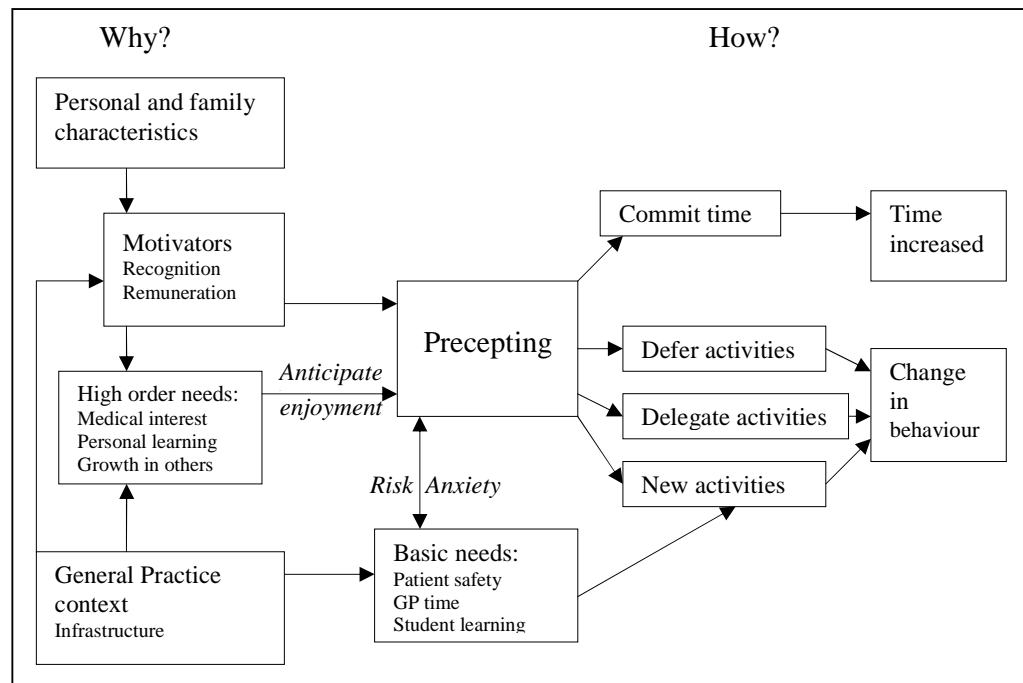 Why?
How?
Personal and family
characteristics
Motivators
Recognition
Remuneration
High order needs:
Medical interest
Personal learning
Growth in others
General Practice
context
Infrastructure
Anticipate
enjoyment
Precepting
Risk Anxiety
Basic needs:
Patient safety
GP time
Student learning
Commit time
Time
increased
Defer activities
Delegate activities
New activities
Change
in
behaviour